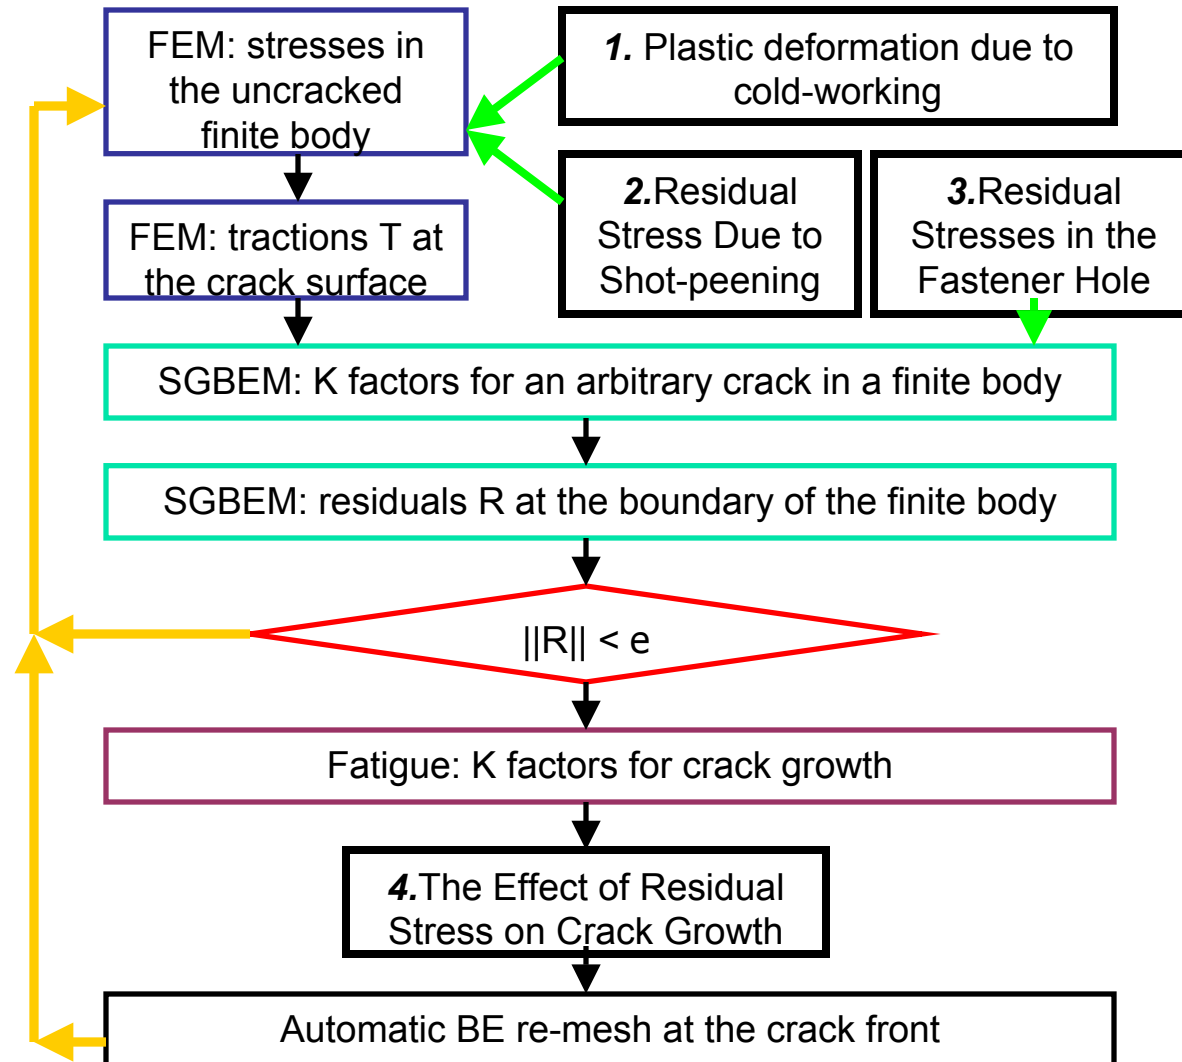 FEM: stresses in
the uncracked
finite body
1. Plastic deformation due to
cold-working
2.Residual
Stress Due to
Shot-peening
3.Residual
Stresses in the
Fastener Hole
FEM: tractions T at
the crack surface
SGBEM: K factors for an arbitrary crack in a finite body
SGBEM: residuals R at the boundary of the finite body
||R|| < e
Fatigue: K factors for crack growth
4.The Effect of Residual
Stress on Crack Growth
Automatic BE re-mesh at the crack front